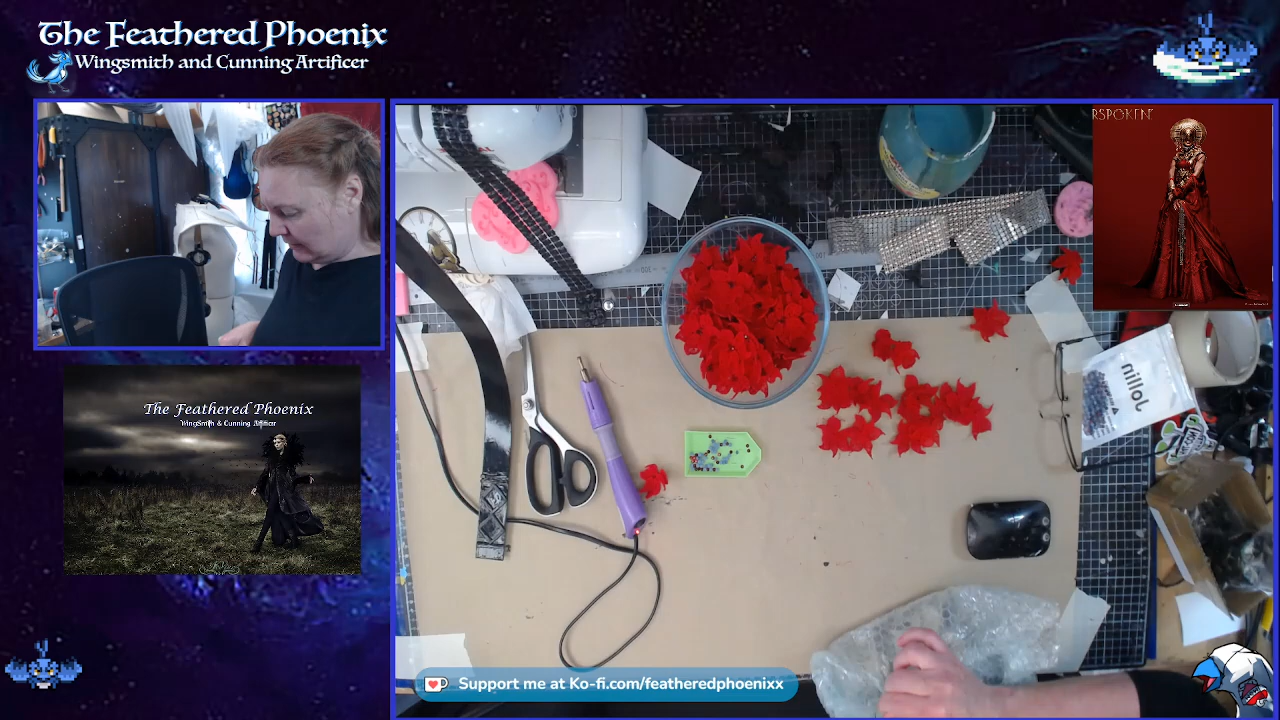 The Feathered Phoenix
Wingsmith and Cunning Artificer
RSPOKEN
The Feathered Phoenix
WingSmith & Cunning Artificer
nillol
Support me at Ko-fi.com/featheredphoenixx